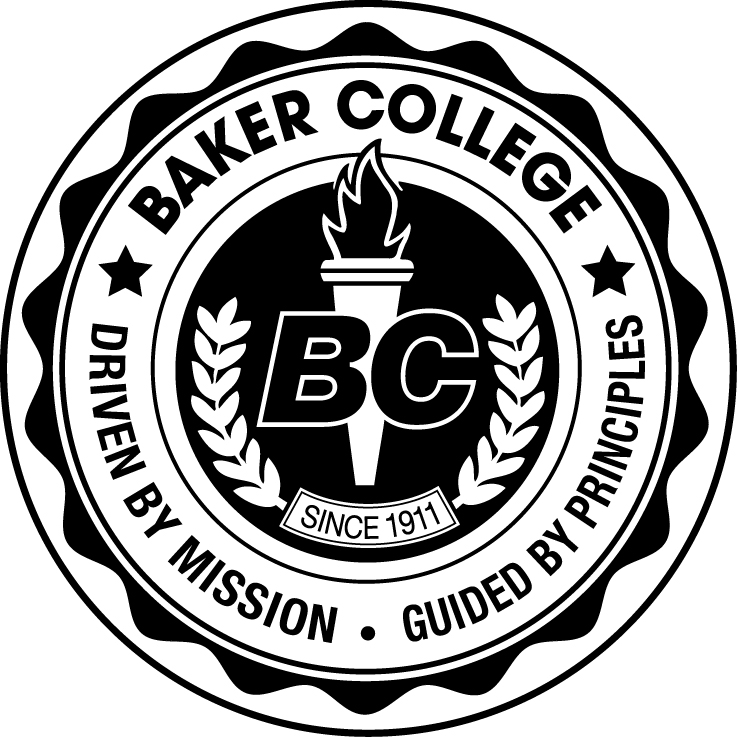 BAKER COLLEGE
BC
SINCE 1911
DRIVEN BY MISSION • GUIDED BY PRINCIPLES